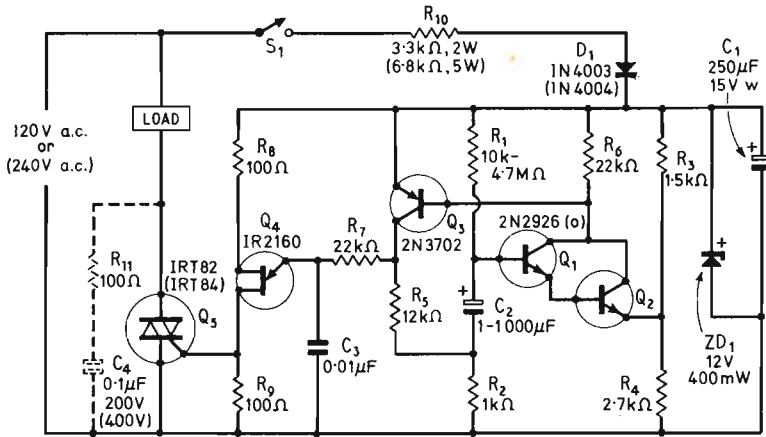 S1
R10
3·3kΩ, 2W
(6·8kΩ, 5W)
D1
IN4003
(IN4004)
C1
250µF
15V w
+
120V a.c.
or
(240V a.c.)
LOAD
R8
100Ω
R1
10k-
4·7MΩ
R6
22kΩ
R3
1·5kΩ
Q4
IR2160
R7
22kΩ
Q3
2N3702
2N2926 (o)
Q1
Q2
R11
100Ω
IRT82
(IRT84)
Q5
R5
12kΩ
+
C2
1-1000µF
+
ZD1
12V
400mW
C4
0·1µF
200V
(400V)
R9
100Ω
C3
0·01µF
R2
1kΩ
R4
2·7kΩ